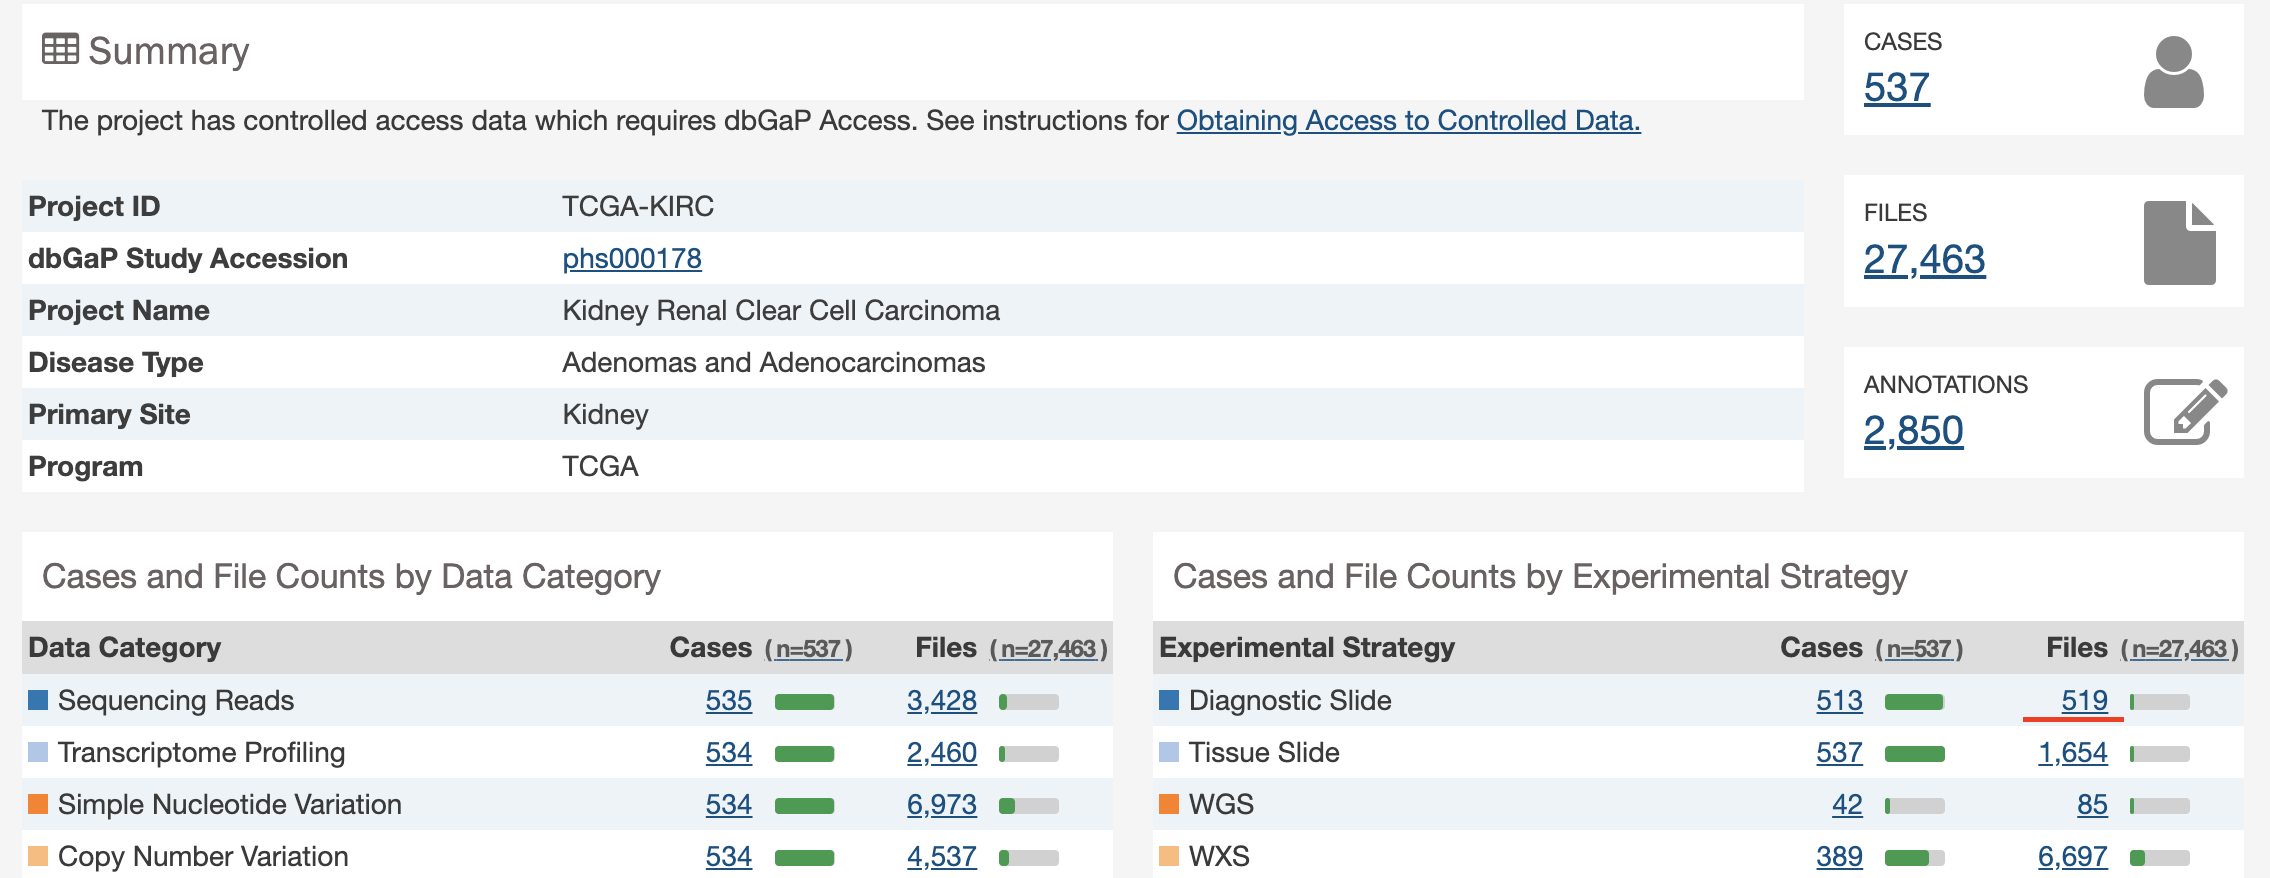 Summary
The project has controlled access data which requires dbGaP Access. See instructions for Obtaining Access to Controlled Data.
Project ID TCGA-KIRC
dbGaP Study Accession phs000178
Project Name Kidney Renal Clear Cell Carcinoma
Disease Type Adenomas and Adenocarcinomas
Primary Site Kidney
Program TCGA
CASES
537
FILES
27,463
ANNOTATIONS
2,850
Cases and File Counts by Data Category
Data Category Cases (n=537) Files (n=27,463)
Sequencing Reads 535 3,428
Transcriptome Profiling 534 2,460
Simple Nucleotide Variation 534 6,973
Copy Number Variation 534 4,537
Cases and File Counts by Experimental Strategy
Experimental Strategy Cases (n=537) Files (n=27,463)
Diagnostic Slide 513 519
Tissue Slide 537 1,654
WGS 42 85
WXS 389 6,697